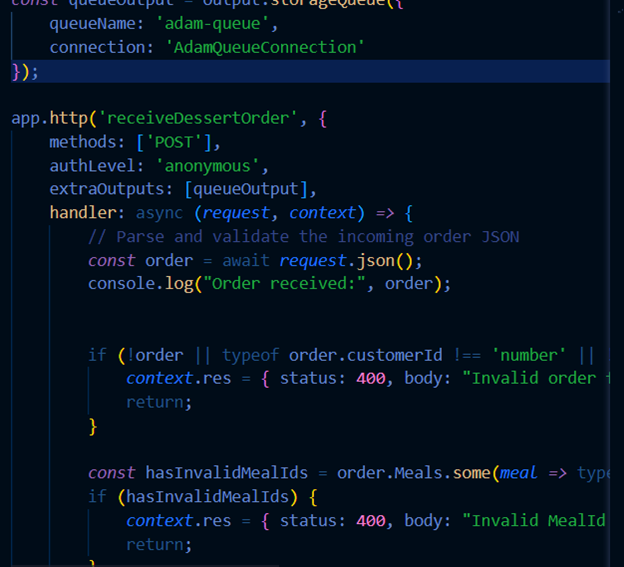 const queueOutput = output.storageQueue({
queueName: 'adam-queue',
connection: 'AdamQueueConnection'
});
app.http('receiveDessertOrder', {
methods: ['POST'],
authLevel: 'anonymous',
extraOutputs: [queueOutput],
handler: async (request, context) => {
// Parse and validate the incoming order JSON
const order = await request.json();
console.log("Order received:", order);
if (!order || typeof order.customerId !== 'number' ||
context.res = { status: 400, body: "Invalid order
return;
}
const hasInvalidMealIds = order.Meals.some(meal => type
if (hasInvalidMealIds) {
context.res = { status: 400, body: "Invalid MealId
return;
}